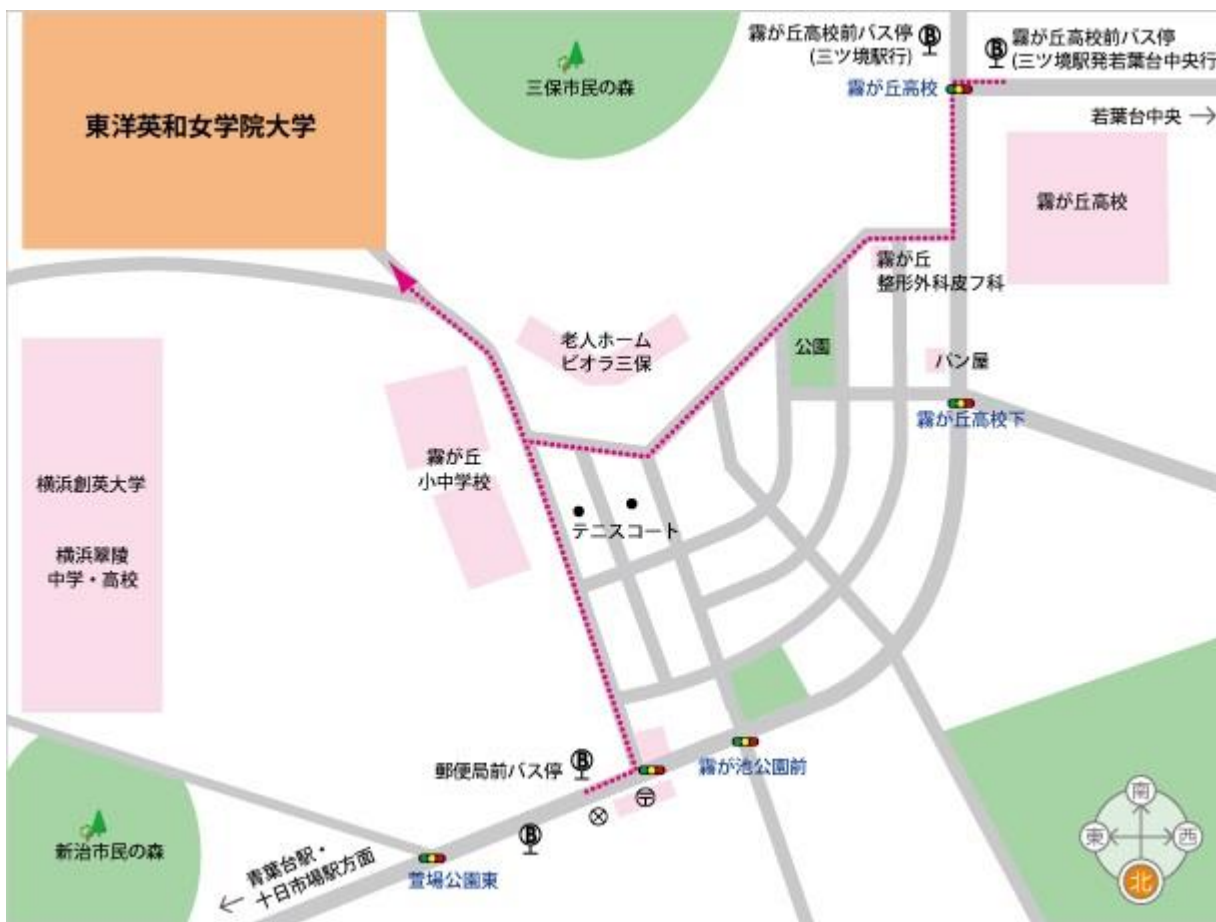 霧が丘高校前バス停
(三ツ境駅行)
霧が丘高校前バス停
(三ツ境駅発若葉台中央行
霧が丘高校
若葉台中央 →
三保市民の森
東洋英和女学院大学
霧が丘高校
霧が丘
整形外科皮フ科
老人ホーム
ビオラ三保
公園
パン屋
霧が丘高校下
霧が丘
小中学校
横浜創英大学
横浜翠陵
中学・高校
テニスコート
郵便局前バス停
霧が池公園前
新治市民の森
青葉台駅・
← 十日市場駅方面
萱場公園東
南
東
西
北
B
B
B
B
〒